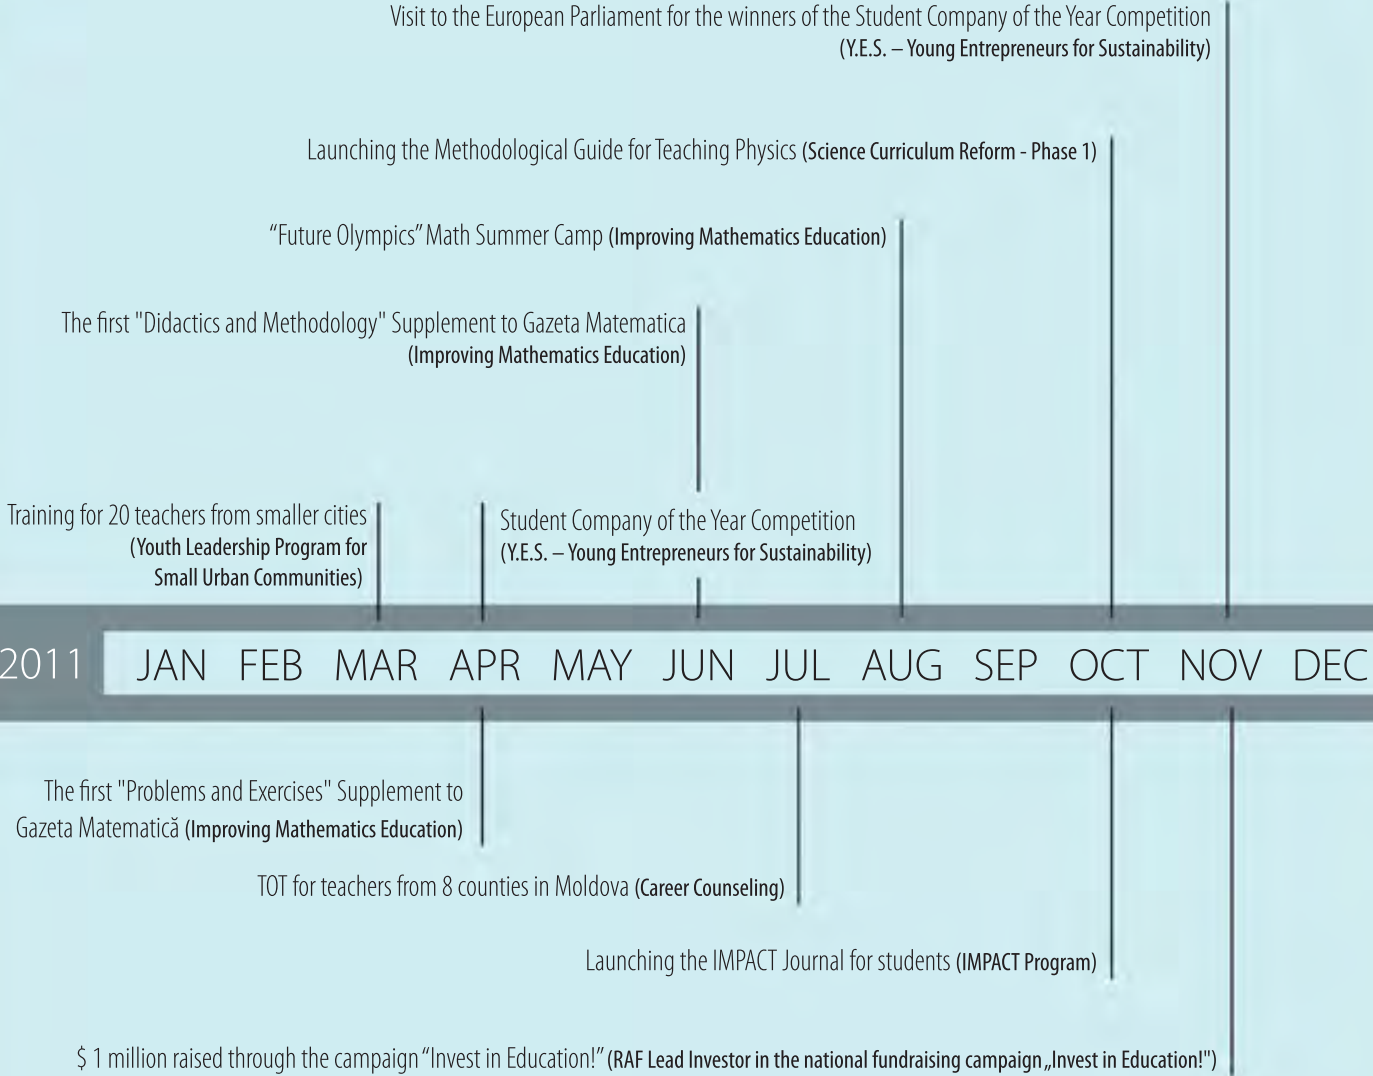 Visit to the European Parliament for the winners of the Student Company of the Year Competition
(Y.E.S. – Young Entrepreneurs for Sustainability)
Launching the Methodological Guide for Teaching Physics (Science Curriculum Reform - Phase 1)
“Future Olympics” Math Summer Camp (Improving Mathematics Education)
The first "Didactics and Methodology" Supplement to Gazeta Matematica
(Improving Mathematics Education)
Training for 20 teachers from smaller cities
(Youth Leadership Program for
Small Urban Communities)
Student Company of the Year Competition
(Y.E.S. – Young Entrepreneurs for Sustainability)
2011 JAN FEB MAR APR MAY JUN JUL AUG SEP OCT NOV DEC
The first "Problems and Exercises" Supplement to
Gazeta Matematică (Improving Mathematics Education)
TOT for teachers from 8 counties in Moldova (Career Counseling)
Launching the IMPACT Journal for students (IMPACT Program)
$ 1 million raised through the campaign “Invest in Education!” (RAF Lead Investor in the national fundraising campaign „Invest in Education!")